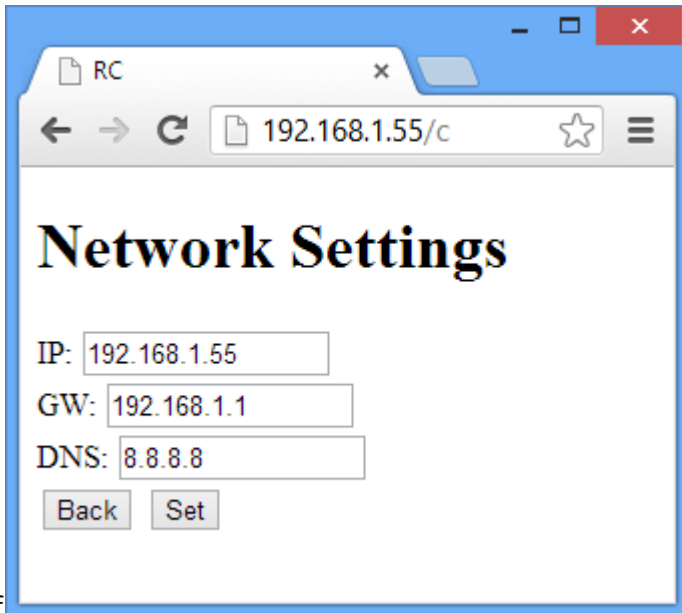 RC
192.168.1.55/c
Network Settings
IP: 192.168.1.55
GW: 192.168.1.1
DNS: 8.8.8.8
Back Set